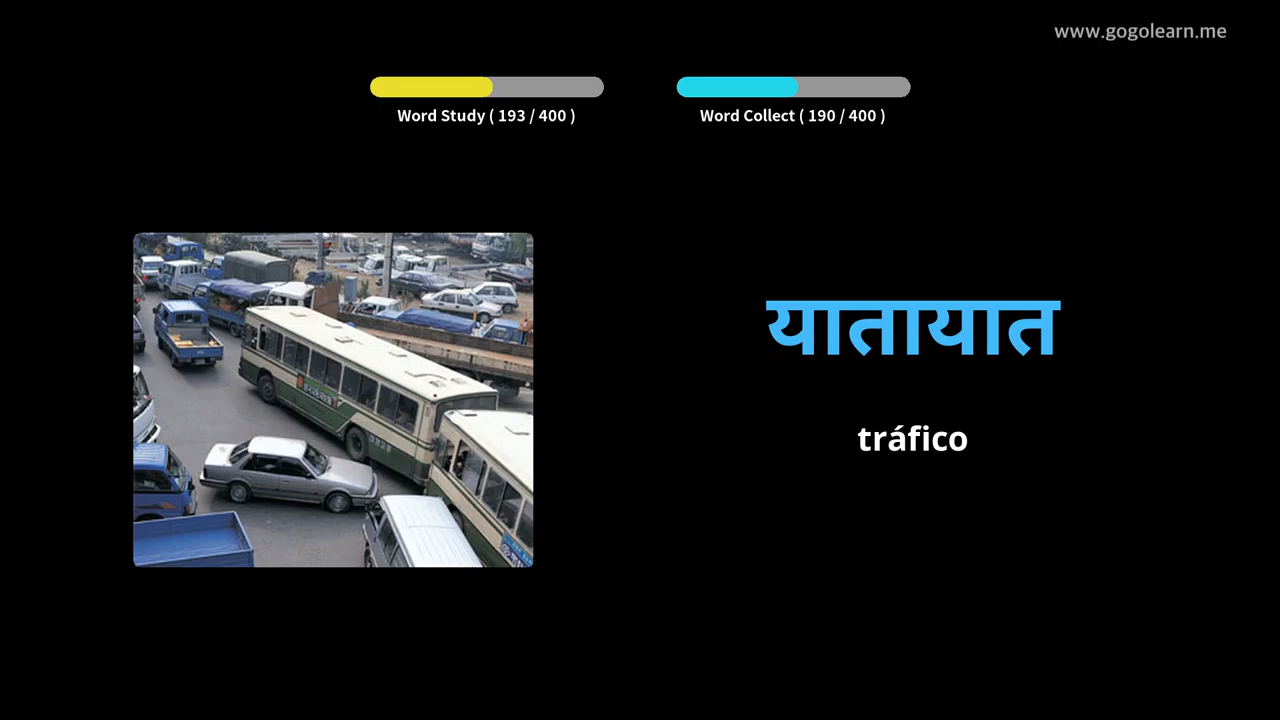 www.gogolearn.me
Word Study ( 193 / 400 )
Word Collect ( 190 / 400 )
यातायात
tráfico